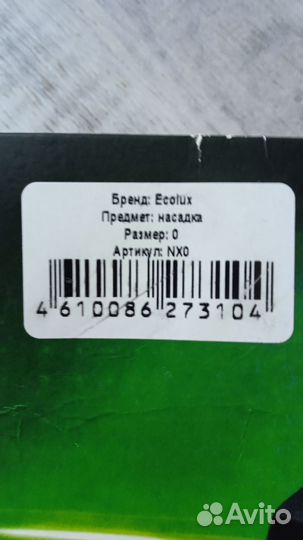 Бренд: Ecolux
Предмет: насадка
Размер: 0
Артикул: NX0
4 610086 273104
Avito